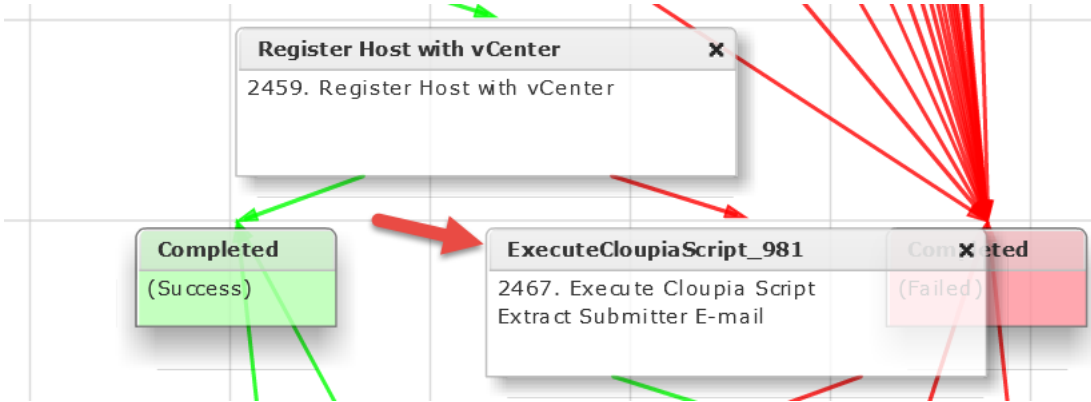 Register Host with vCenter
2459. Register Host with vCenter
Completed
(Success)
ExecuteCloupiaScript_981
2467. Execute Cloupia Script
Extract Submitter E-mail
Completed
(Failed)